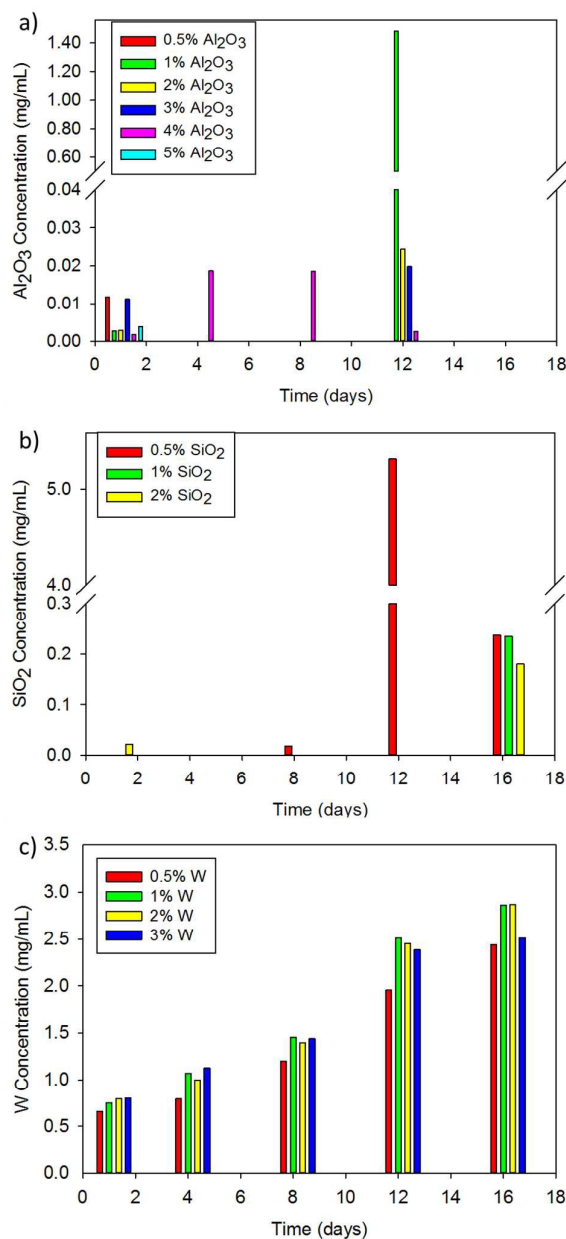 a)
0.5% Al₂O₃
1% Al₂O₃
2% Al₂O₃
3% Al₂O₃
4% Al₂O₃
5% Al₂O₃
1.40
1.20
1.00
0.80
0.60
0.04
0.03
0.02
0.01
0.00
Al₂O₃ Concentration (mg/mL)
0 2 4 6 8 10 12 14 16 18
Time (days)
b)
0.5% SiO₂
1% SiO₂
2% SiO₂
5.0
4.0
0.3
0.2
0.1
0.0
SiO₂ Concentration (mg/mL)
0 2 4 6 8 10 12 14 16 18
Time (days)
c)
0.5% W
1% W
2% W
3% W
3.5
3.0
2.5
2.0
1.5
1.0
0.5
0.0
W Concentration (mg/mL)
0 2 4 6 8 10 12 14 16 18
Time (days)